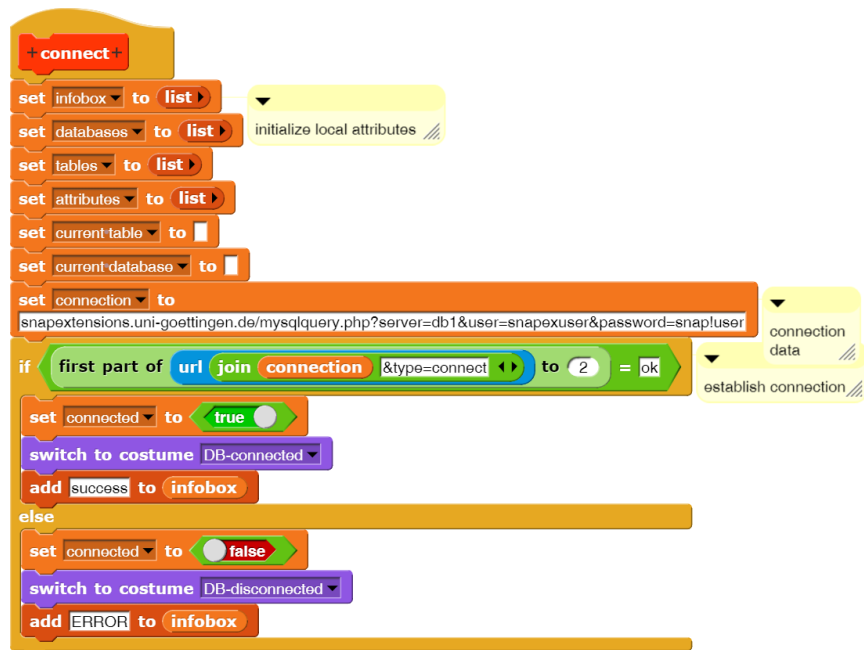 +connect+
set infobox to list
initialize local attributes
set databases to list
set tables to list
set attributes to list
set current-table to
set current-database to
set connection to
snapextensions.uni-goettingen.de/mysqlquery.php?server=db1&user=snapexuser&password=snap!user
connection
data
if first part of url join connection &type=connect to 2 = ok
establish connection
set connected to true
switch to costume DB-connected
add success to infobox
else
set connected to false
switch to costume DB-disconnected
add ERROR to infobox